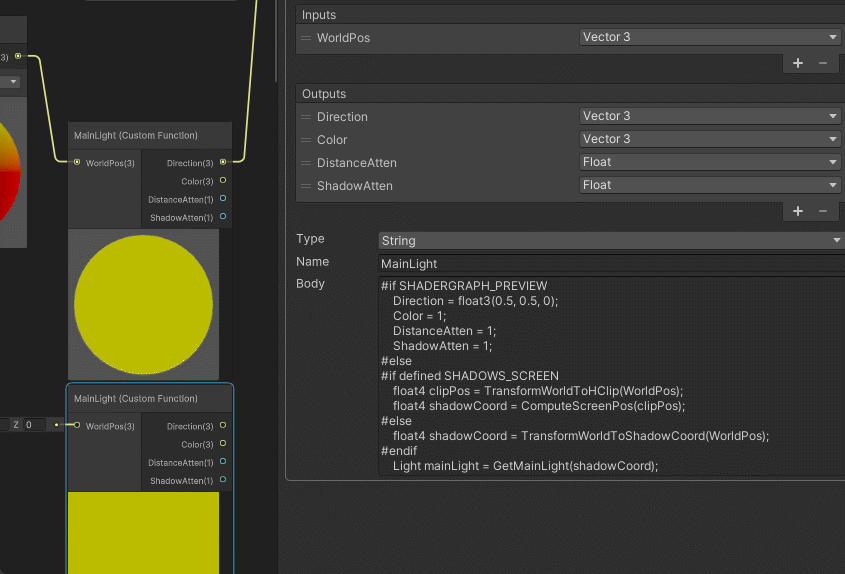 3)
MainLight (Custom Function)
WorldPos(3)
Direction(3)
Color(3)
DistanceAtten(1)
ShadowAtten(1)
MainLight (Custom Function)
Z 0
WorldPos(3)
Direction(3)
Color(3)
DistanceAtten(1)
ShadowAtten(1)
Inputs
WorldPos Vector 3
+ −
Outputs
Direction Vector 3
Color Vector 3
DistanceAtten Float
ShadowAtten Float
+ −
Type String
Name MainLight
Body
#if SHADERGRAPH_PREVIEW
Direction = float3(0.5, 0.5, 0);
Color = 1;
DistanceAtten = 1;
ShadowAtten = 1;
#else
#if defined SHADOWS_SCREEN
float4 clipPos = TransformWorldToHClip(WorldPos);
float4 shadowCoord = ComputeScreenPos(clipPos);
#else
float4 shadowCoord = TransformWorldToShadowCoord(WorldPos);
#endif
Light mainLight = GetMainLight(shadowCoord);